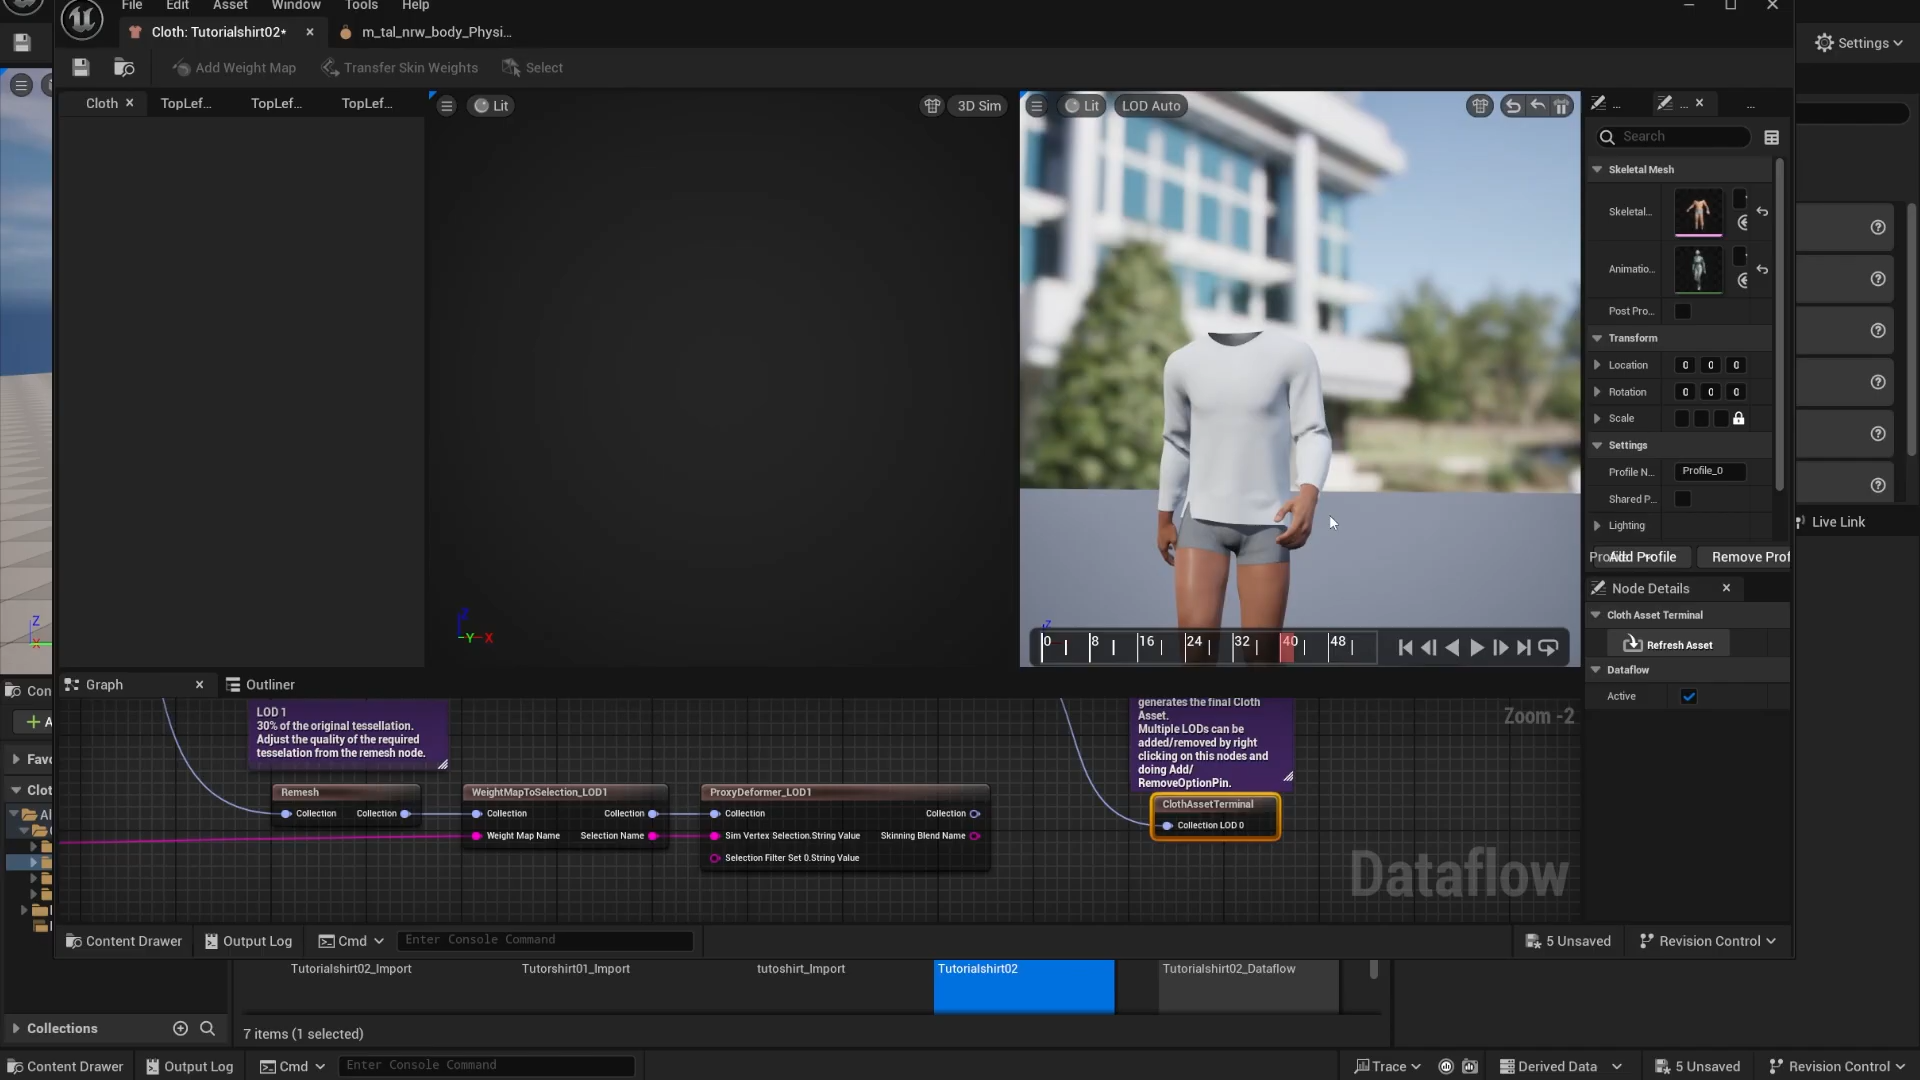 File Edit Asset Window Tools Help
Cloth: Tutorialshirt02*
m_tal_nrw_body_Physi...
Settings
Add Weight Map
Transfer Skin Weights
Select
Cloth
TopLef...
TopLef...
TopLef...
Lit
3D Sim
Lit
LOD Auto
Search
Skeletal Mesh
Skeletal...
Animatio...
Post Pro...
Transform
Location 0 0 0
Rotation 0 0 0
Scale
Settings
Profile N... Profile_0
Shared P...
Lighting
Add Profile
Remove Prof
Live Link
Node Details
Cloth Asset Terminal
Refresh Asset
Dataflow
Active
Z
X
Z
Y X
0 8 16 24 32 40 48
Graph
Outliner
Con
Favo
Clot
Al
LOD 1
30% of the original tessellation.
Adjust the quality of the required
tesselation from the remesh node.
generates the final Cloth
Asset.
Multiple LODs can be
added/removed by right
clicking on this nodes and
doing Add/
RemoveOptionPin.
Zoom -2
Remesh
Collection Collection
WeightMapToSelection_LOD1
Collection Collection
Weight Map Name Selection Name
ProxyDeformer_LOD1
Collection Collection
Sim Vertex Selection.String Value Skinning Blend Name
Selection Filter Set 0.String Value
ClothAssetTerminal
Collection LOD 0
Dataflow
Content Drawer
Output Log
Cmd
Enter Console Command
5 Unsaved
Revision Control
Tutorialshirt02_Import
Tutorshirt01_Import
tutoshirt_Import
Tutorialshirt02
Tutorialshirt02_Dataflow
Collections
7 items (1 selected)
Content Drawer
Output Log
Cmd
Enter Console Command
Trace
Derived Data
5 Unsaved
Revision Control